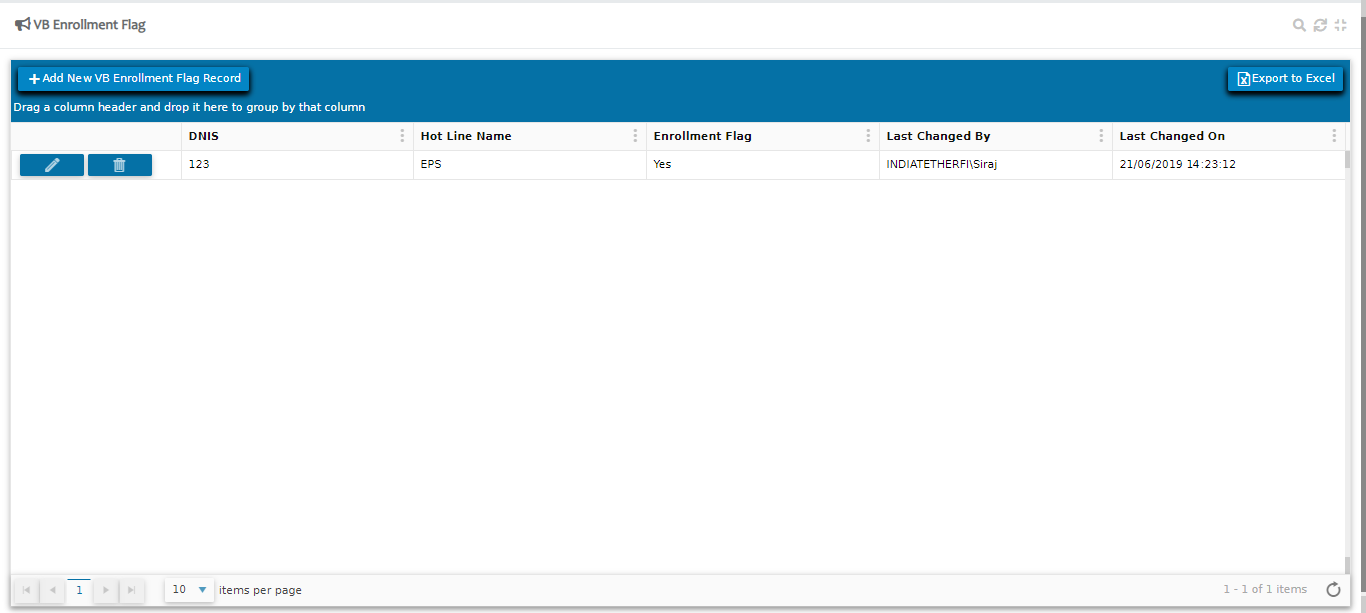 VB Enrollment Flag
Add New VB Enrollment Flag Record
Export to Excel
Drag a column header and drop it here to group by that column
DNIS Hot Line Name Enrollment Flag Last Changed By Last Changed On
123 EPS Yes INDIATETHERFI\Siraj 21/06/2019 14:23:12
1 10 items per page 1 - 1 of 1 items